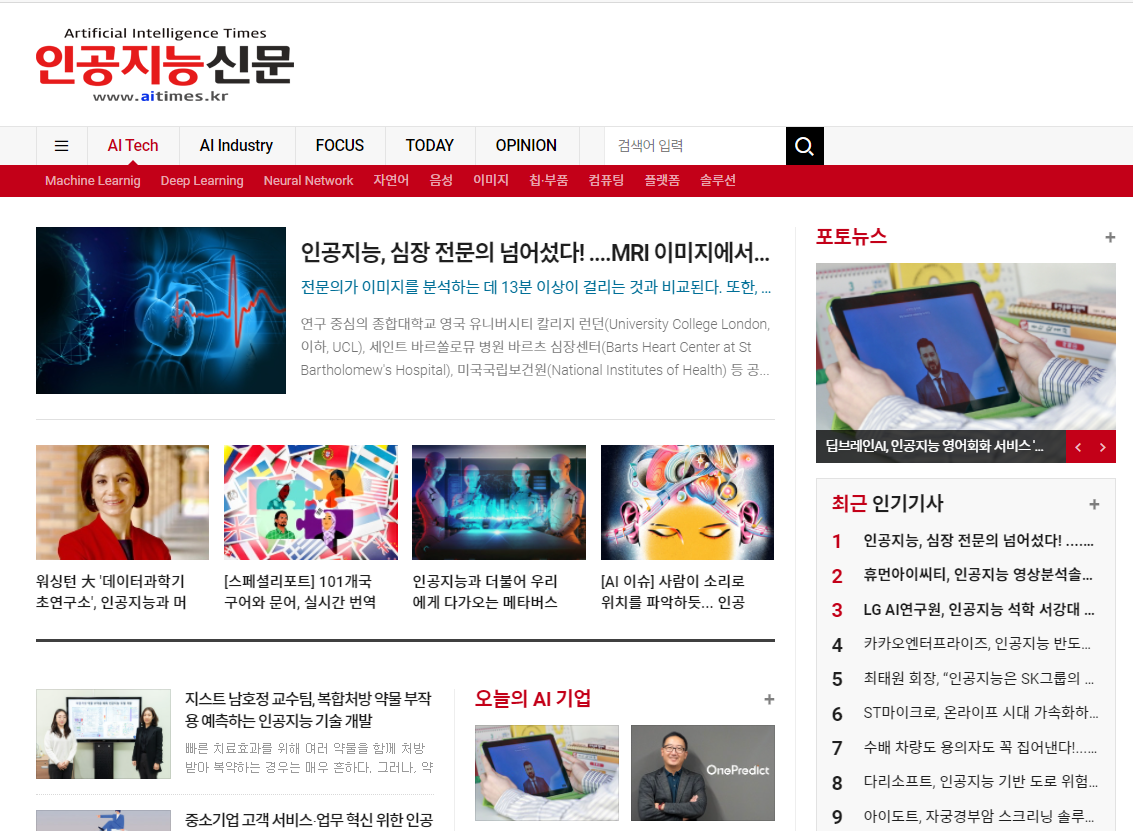 Artificial Intelligence Times
인공지능신문
www.aitimes.kr
AI Tech
AI Industry
FOCUS
TODAY
OPINION
검색어 입력
Machine Learnig
Deep Learning
Neural Network
자연어
음성
이미지
칩·부품
컴퓨팅
플랫폼
솔루션
인공지능, 심장 전문의 넘어섰다! ....MRI 이미지에서...
전문의가 이미지를 분석하는 데 13분 이상이 걸리는 것과 비교된다. 또한, ...
연구 중심의 종합대학교 영국 유니버시티 칼리지 런던(University College London,
이하, UCL), 세인트 바르쏠로뮤 병원 바르츠 심장센터(Barts Heart Center at St
Bartholomew's Hospital), 미국국립보건원(National Institutes of Health) 등 공...
워싱턴 大 '데이터과학기
초연구소', 인공지능과 머
[스페셜리포트] 101개국
구어와 문어, 실시간 번역
인공지능과 더불어 우리
에게 다가오는 메타버스
[AI 이슈] 사람이 소리로
위치를 파악하듯... 인공
지스트 남호정 교수팀, 복합처방 약물 부작
용 예측하는 인공지능 기술 개발
빠른 치료효과를 위해 여러 약물을 함께 처방
받아 복약하는 경우는 매우 흔하다. 그러나, 약
중소기업 고객 서비스·업무 혁신 위한 인공
오늘의 AI 기업
+
OnePredict
포토뉴스
+
딥브레인AI, 인공지능 영어회화 서비스 '...
최근 인기기사
+
1 인공지능, 심장 전문의 넘어섰다! ......
2 휴먼아이씨티, 인공지능 영상분석솔...
3 LG AI연구원, 인공지능 석학 서강대 ...
4 카카오엔터프라이즈, 인공지능 반도...
5 최태원 회장, “인공지능은 SK그룹의 ...
6 ST마이크로, 온라이프 시대 가속화하...
7 수배 차량도 용의자도 꼭 집어낸다!......
8 다리소프트, 인공지능 기반 도로 위험...
9 아이도트, 자궁경부암 스크리닝 솔루...